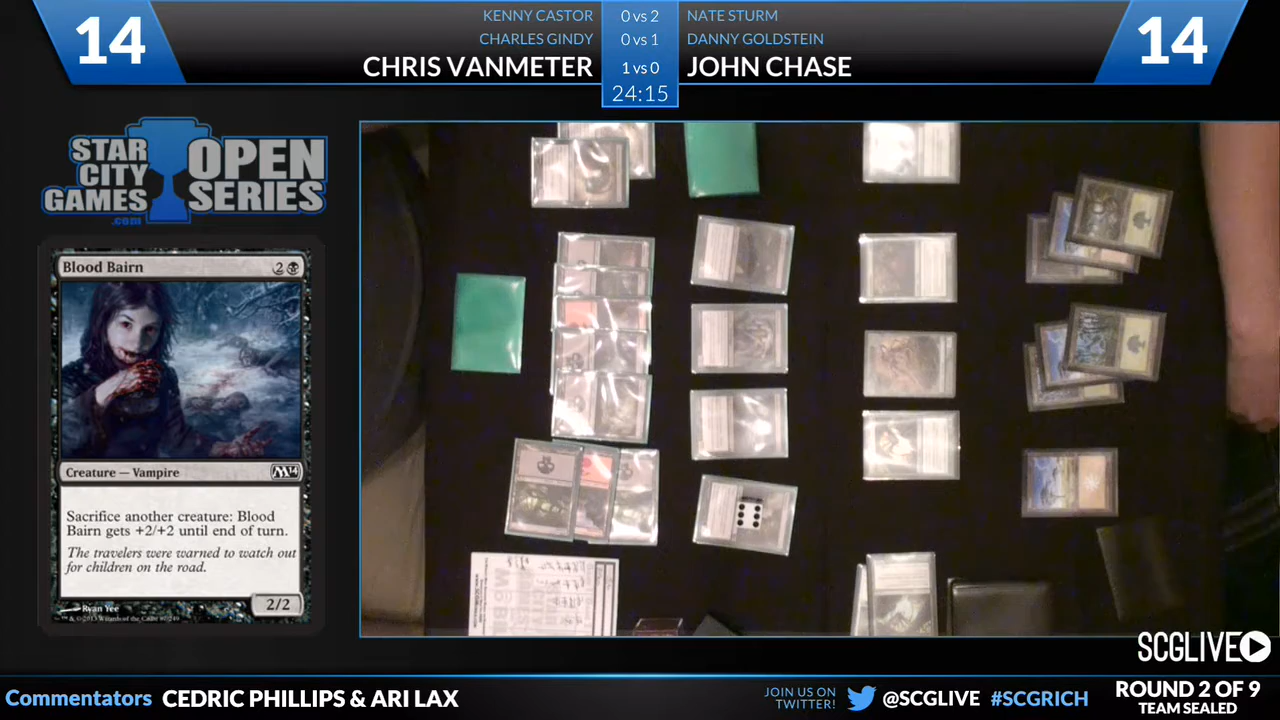 14
KENNY CASTOR 0 vs 2 NATE STURM
CHARLES GINDY 0 vs 1 DANNY GOLDSTEIN
CHRIS VANMETER 1 vs 0 JOHN CHASE
24:15
14
STAR CITY GAMES .com
OPEN SERIES
Blood Bairn 2
Creature — Vampire M14
Sacrifice another creature: Blood
Bairn gets +2/+2 until end of turn.
The travelers were warned to watch out
for children on the road.
2/2
Ryan Yee
SCGLIVE
Commentators CEDRIC PHILLIPS & ARI LAX
JOIN US ON
TWITTER!
@SCGLIVE #SCGRICH
ROUND 2 OF 9
TEAM SEALED